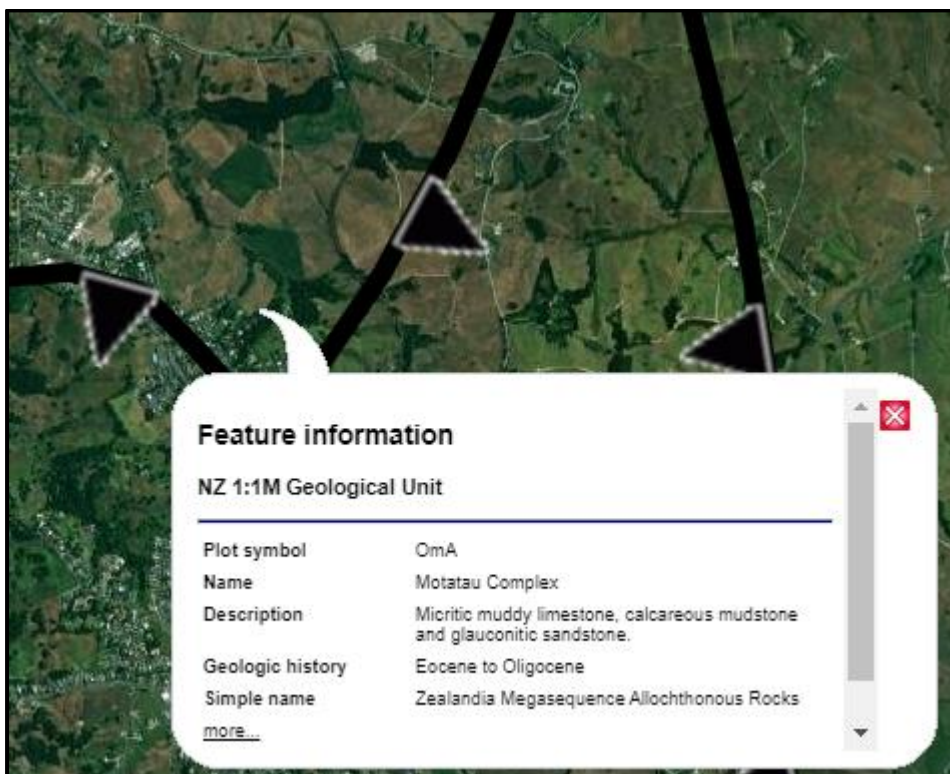 Feature information
NZ 1:1M Geological Unit
Plot symbol OmA
Name Motatau Complex
Description Micritic muddy limestone, calcareous mudstone
and glauconitic sandstone.
Geologic history Eocene to Oligocene
Simple name Zealandia Megasequence Allochthonous Rocks
more...